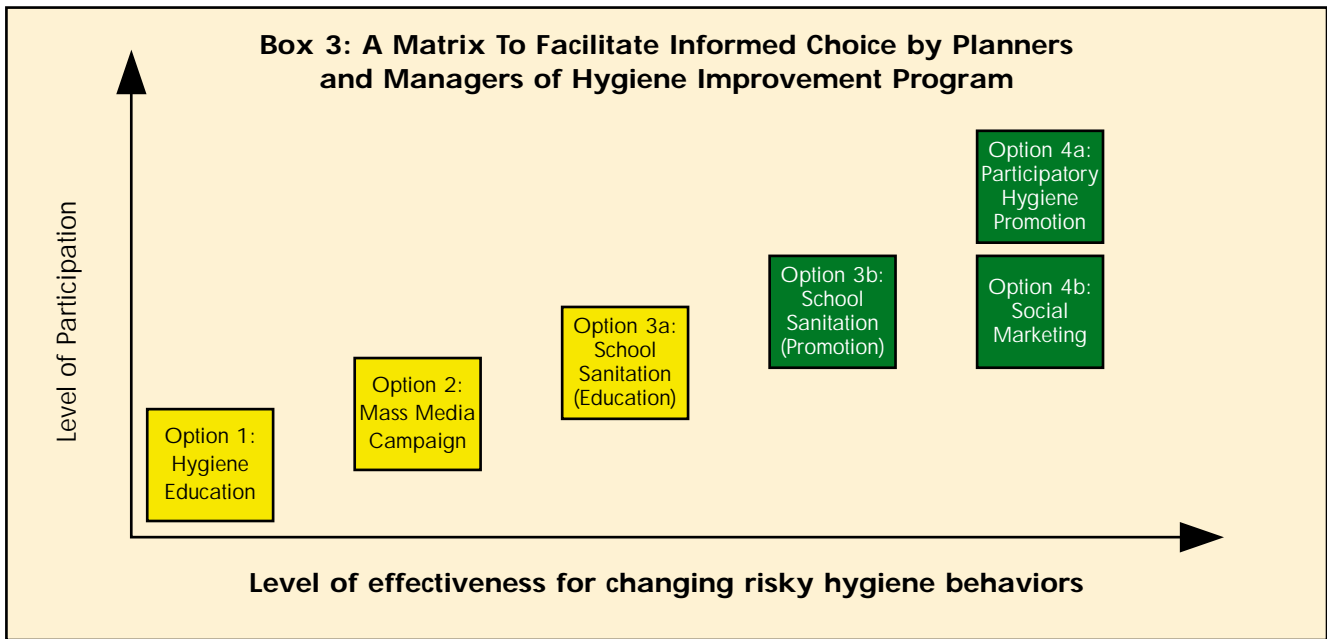 Box 3: A Matrix To Facilitate Informed Choice by Planners
and Managers of Hygiene Improvement Program
Level of Participation
Option 1:
Hygiene
Education
Option 2:
Mass Media
Campaign
Option 3a:
School
Sanitation
(Education)
Option 3b:
School
Sanitation
(Promotion)
Option 4a:
Participatory
Hygiene
Promotion
Option 4b:
Social
Marketing
Level of effectiveness for changing risky hygiene behaviors